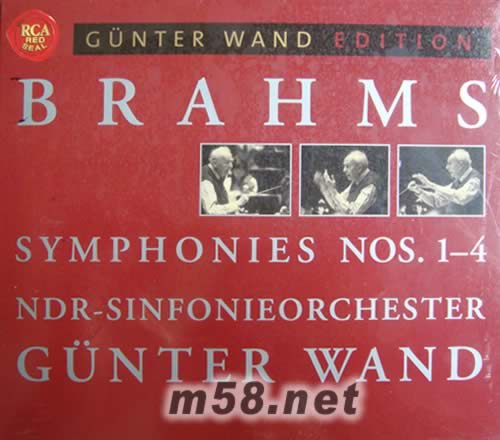 RCA
RED
SEAL
GÜNTER WAND EDITION
BRAHMS
SYMPHONIES NOS. 1–4
NDR-SINFONIEORCHESTER
GÜNTER WAND
m58.net